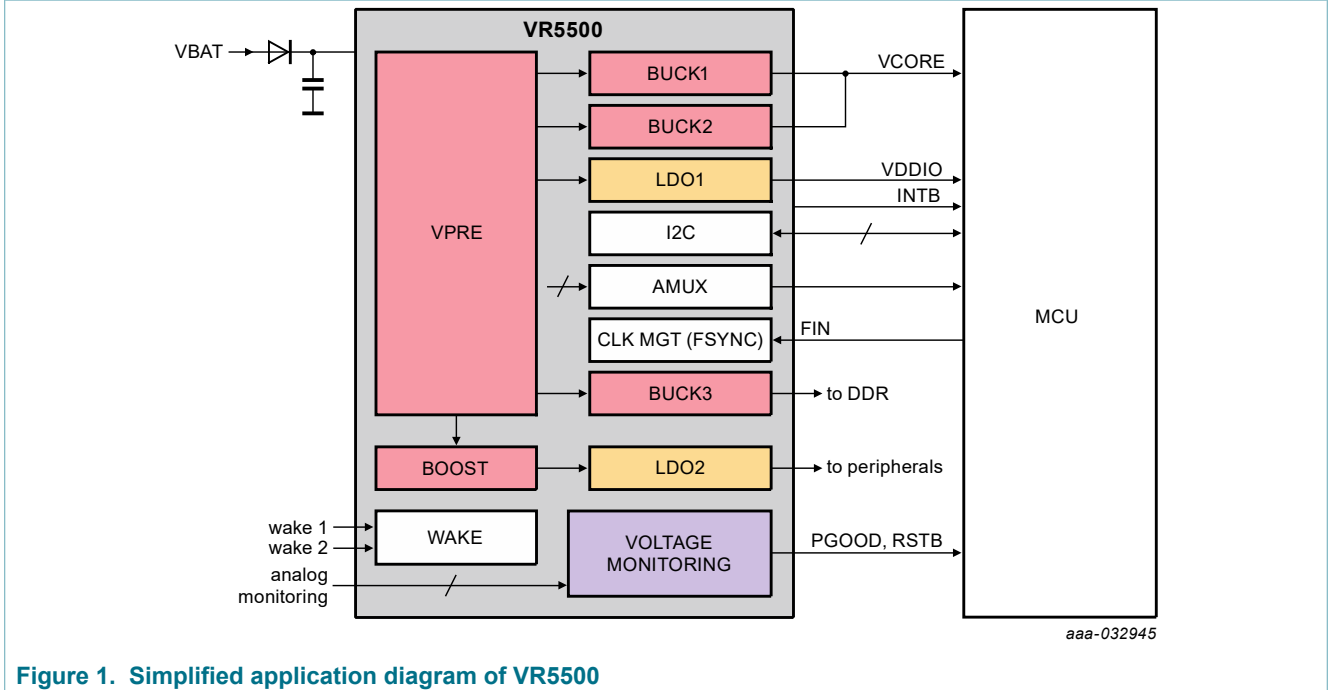 VR5500
VBAT
VPRE
BUCK1
BUCK2
LDO1
I2C
AMUX
CLK MGT (FSYNC)
BUCK3
BOOST
LDO2
WAKE
VOLTAGE
MONITORING
wake 1
wake 2
analog
monitoring
VCORE
VDDIO
INTB
FIN
to DDR
to peripherals
PGOOD, RSTB
MCU
aaa-032945
Figure 1. Simplified application diagram of VR5500